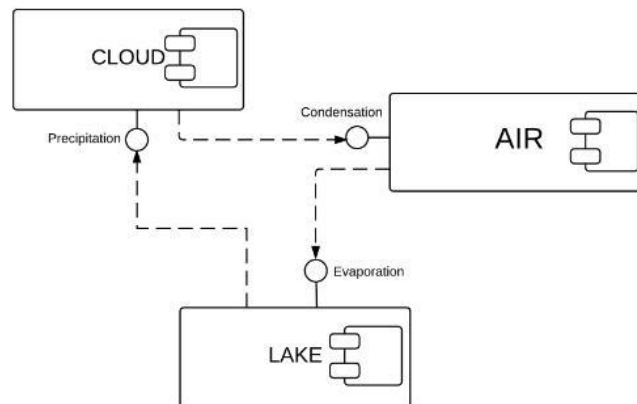 CLOUD
Condensation
Precipitation
AIR
Evaporation
LAKE